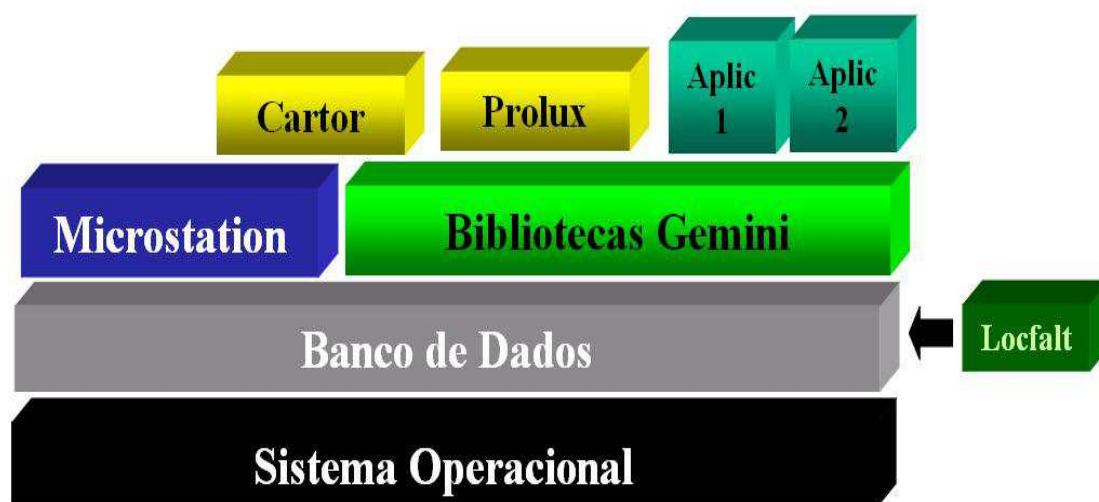 Cartor
Prolux
Aplic
1
Aplic
2
Microstation
Bibliotecas Gemini
Banco de Dados
Locfalt
Sistema Operacional